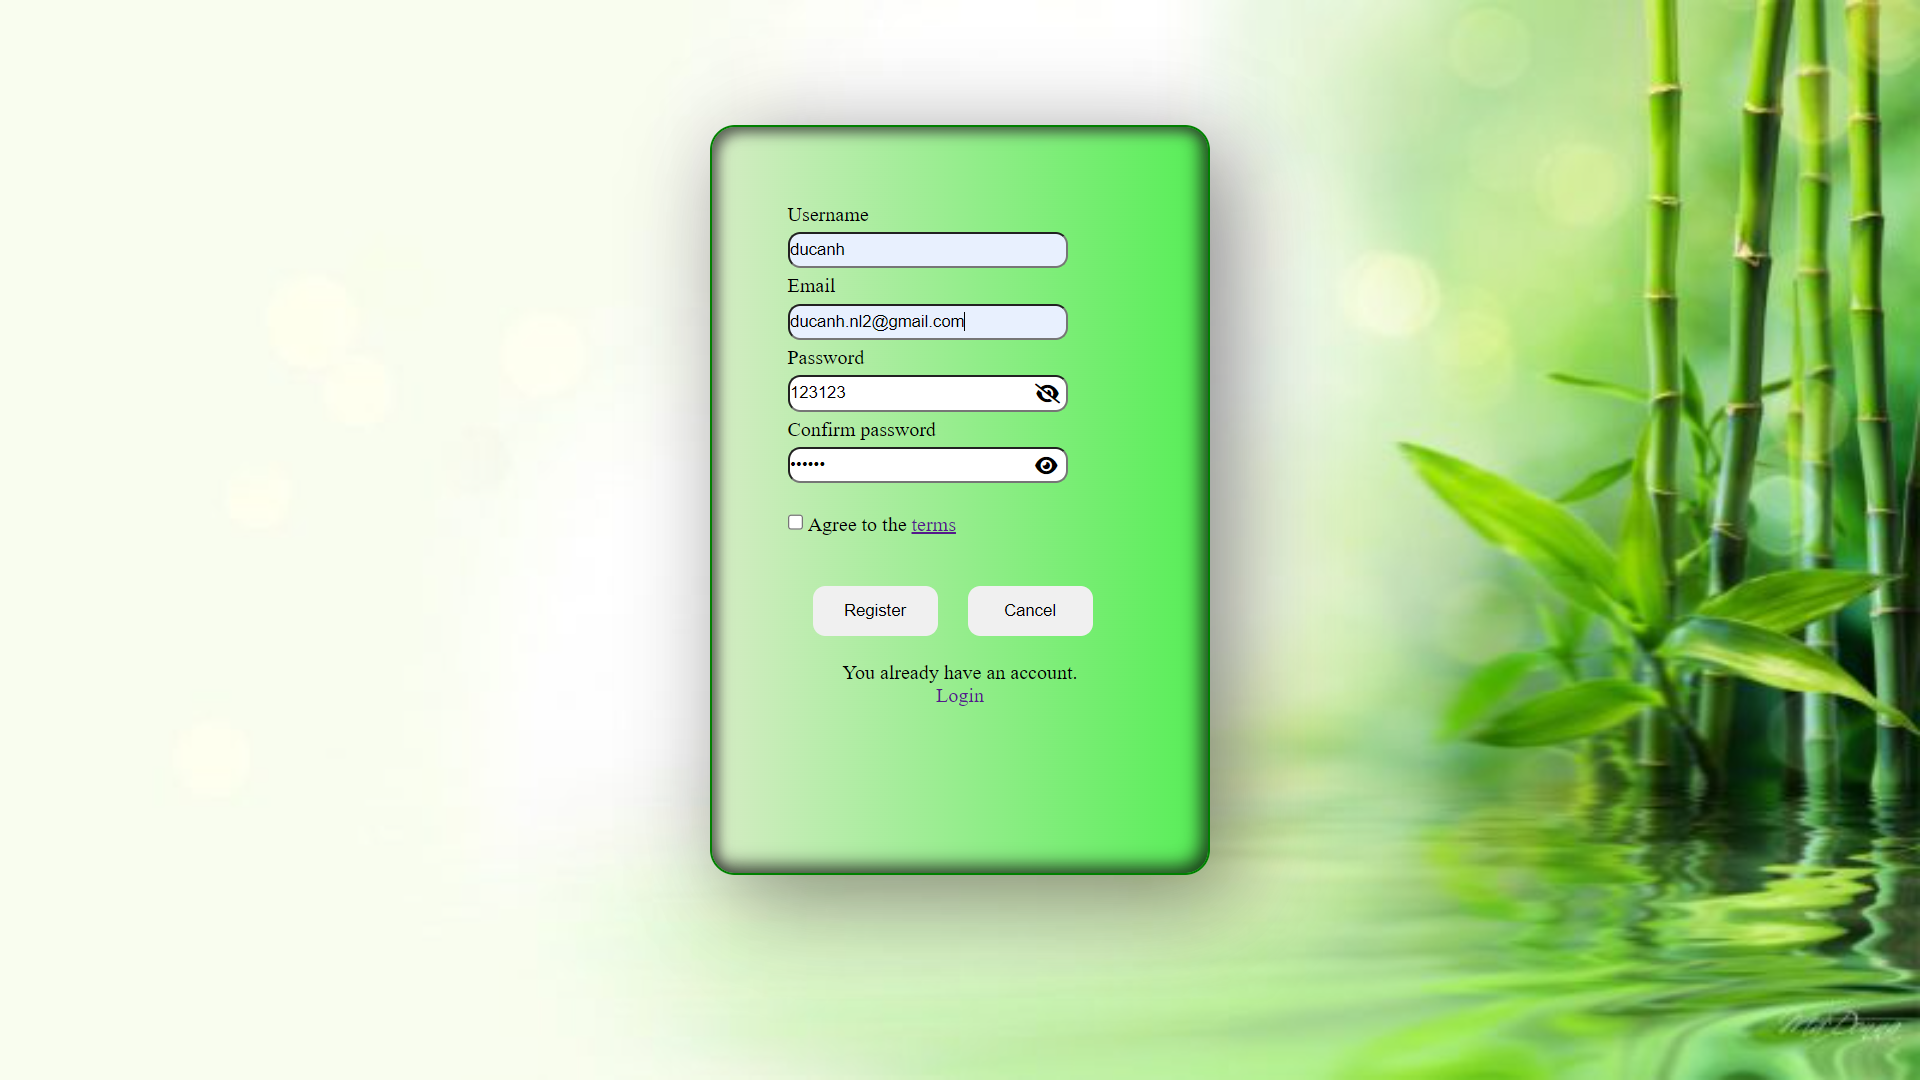 Username
ducanh
Email
ducanh.nl2@gmail.com
Password
123123
Confirm password
••••••
Agree to the terms
Register Cancel
You already have an account.
Login